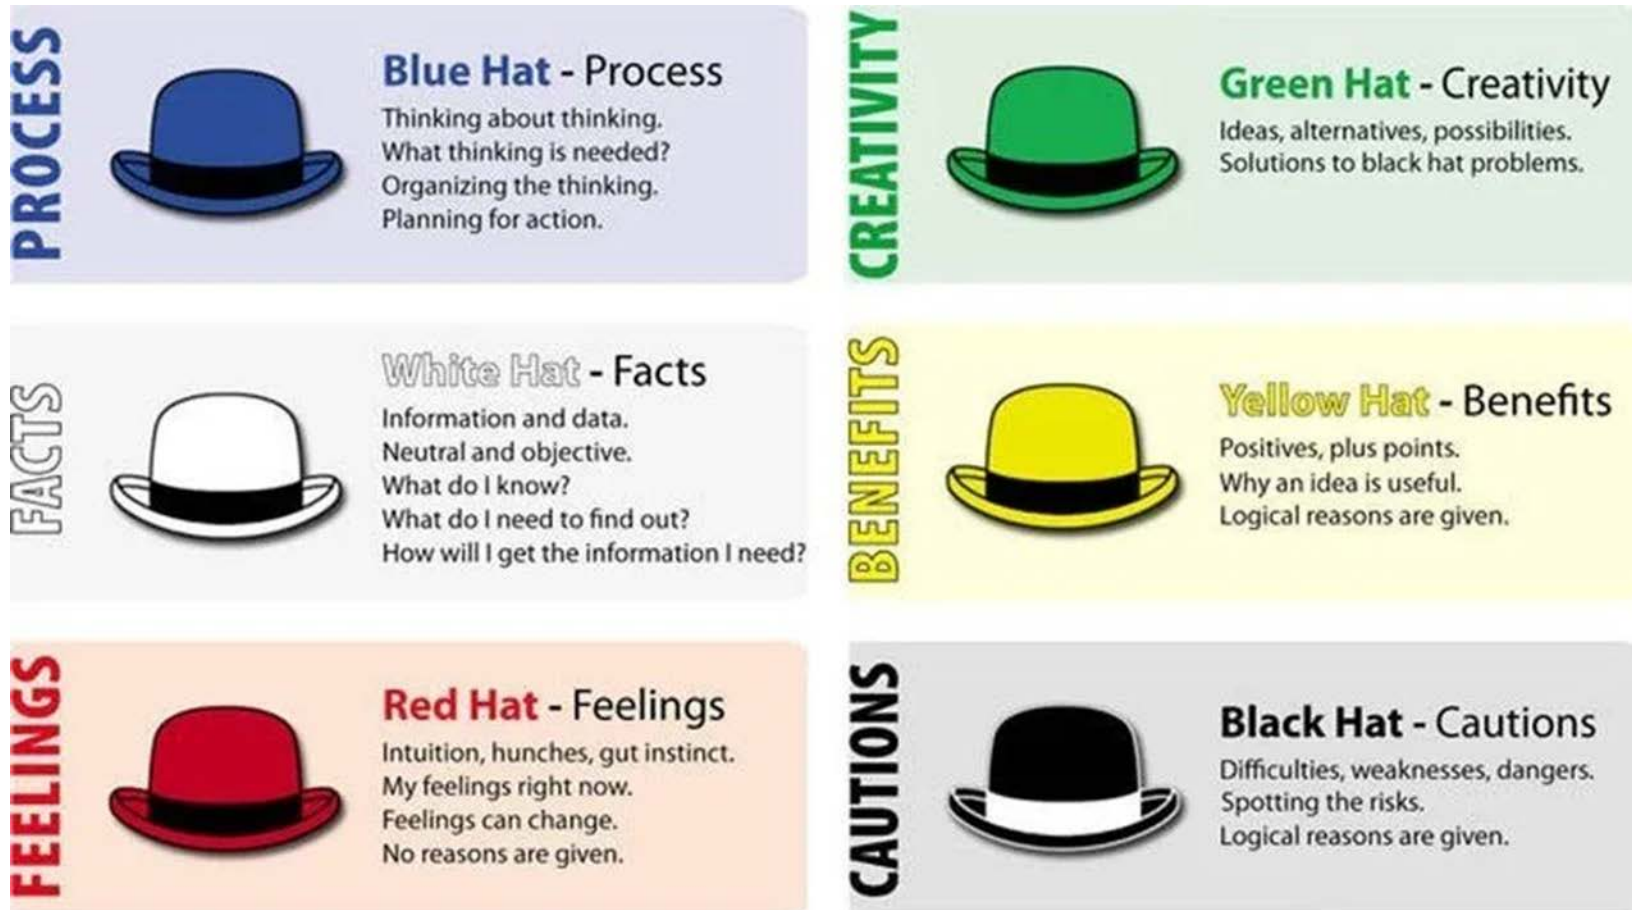 PROCESS
Blue Hat - Process
Thinking about thinking.
What thinking is needed?
Organizing the thinking.
Planning for action.
CREATIVITY
Green Hat - Creativity
Ideas, alternatives, possibilities.
Solutions to black hat problems.
FACTS
White Hat - Facts
Information and data.
Neutral and objective.
What do I know?
What do I need to find out?
How will I get the information I need?
BENEFITS
Yellow Hat - Benefits
Positives, plus points.
Why an idea is useful.
Logical reasons are given.
FEELINGS
Red Hat - Feelings
Intuition, hunches, gut instinct.
My feelings right now.
Feelings can change.
No reasons are given.
CAUTIONS
Black Hat - Cautions
Difficulties, weaknesses, dangers.
Spotting the risks.
Logical reasons are given.